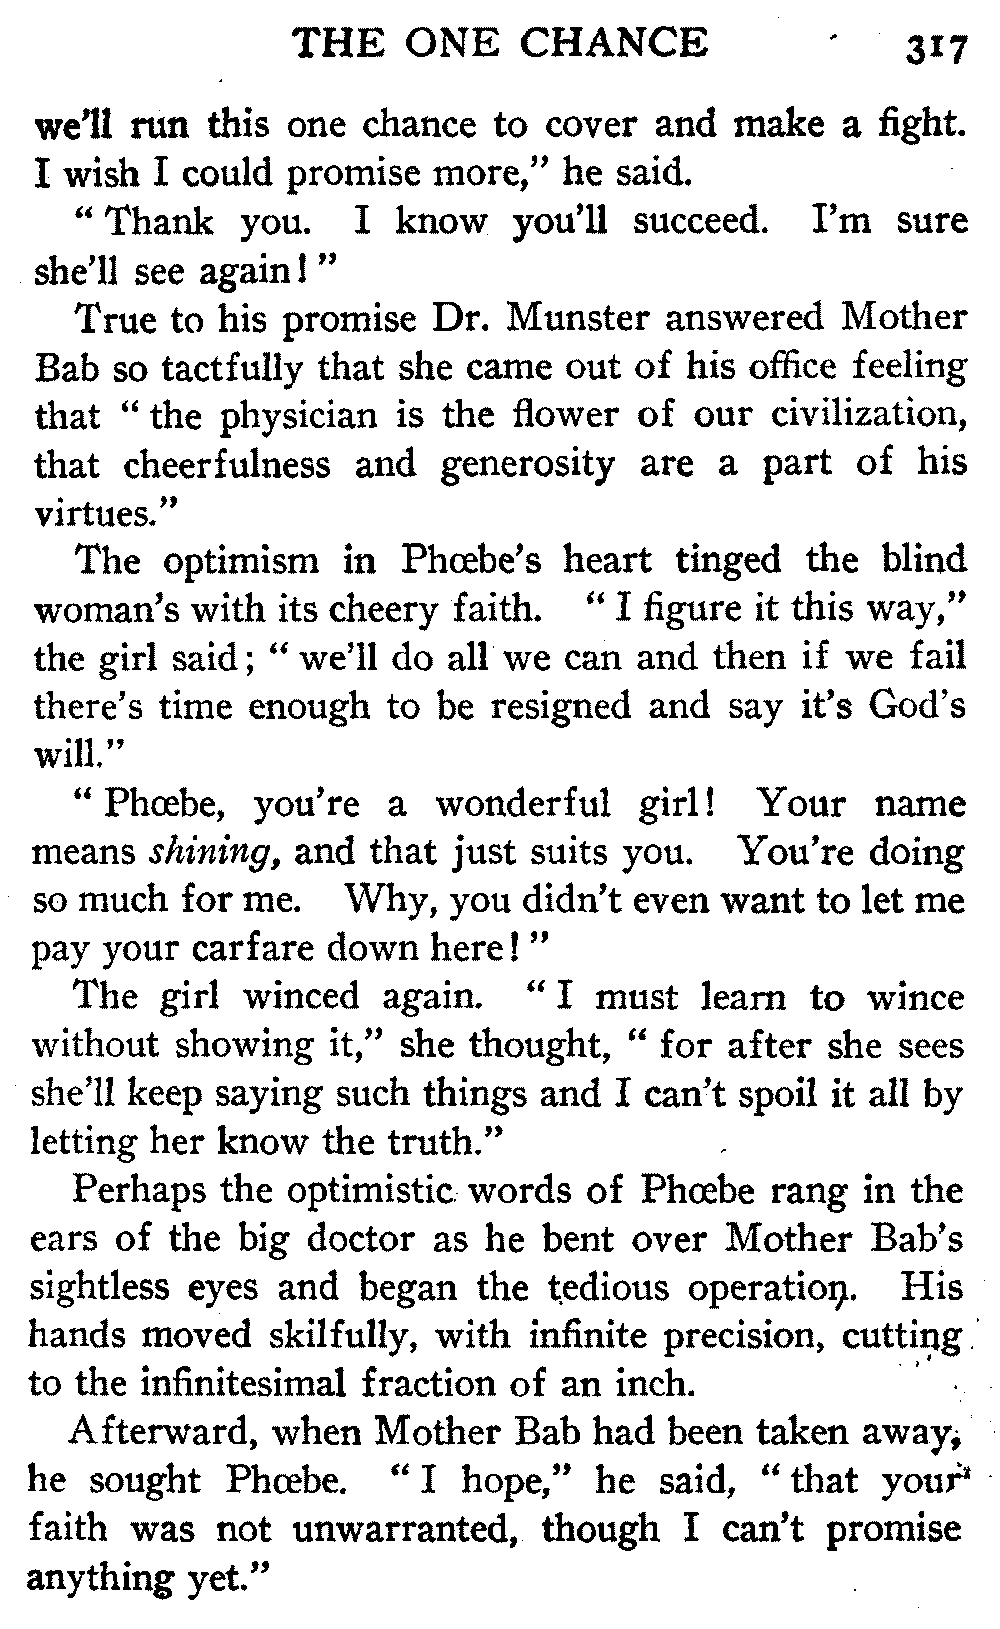 THE ONE CHANCE 317
we'll run this one chance to cover and make a fight.
I wish I could promise more," he said.
" Thank you. I know you'll succeed. I'm sure
she'll see again! "
True to his promise Dr. Munster answered Mother
Bab so tactfully that she came out of his office feeling
that " the physician is the flower of our civilization,
that cheerfulness and generosity are a part of his
virtues."
The optimism in Phœbe's heart tinged the blind
woman's with its cheery faith. " I figure it this way,"
the girl said; " we'll do all we can and then if we fail
there's time enough to be resigned and say it's God's
will."
" Phœbe, you're a wonderful girl! Your name
means shining, and that just suits you. You're doing
so much for me. Why, you didn't even want to let me
pay your carfare down here! "
The girl winced again. " I must learn to wince
without showing it," she thought, " for after she sees
she'll keep saying such things and I can't spoil it all by
letting her know the truth."
Perhaps the optimistic words of Phœbe rang in the
ears of the big doctor as he bent over Mother Bab's
sightless eyes and began the tedious operation. His
hands moved skilfully, with infinite precision, cutting
to the infinitesimal fraction of an inch.
Afterward, when Mother Bab had been taken away,
he sought Phœbe. " I hope," he said, " that your
faith was not unwarranted, though I can't promise
anything yet."